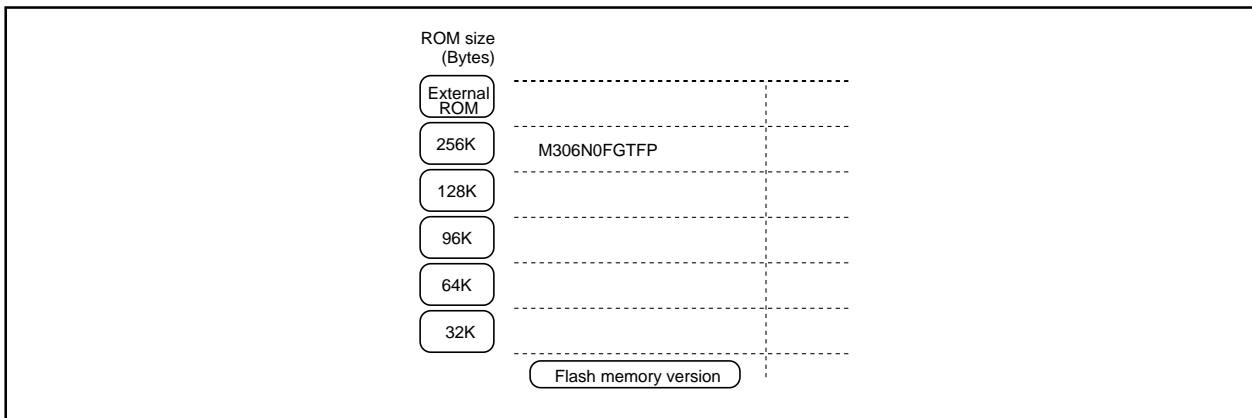 ROM size
(Bytes)
External
ROM
256K
M306N0FGTFP
128K
96K
64K
32K
Flash memory version